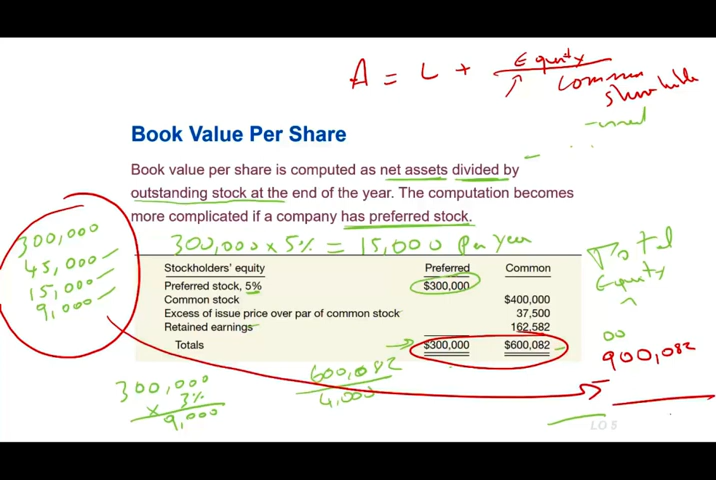 A = L + Equity
Common
Book Value Per Share
Book value per share is computed as net assets divided by
outstanding stock at the end of the year. The computation becomes
more complicated if a company has preferred stock.
300,000 x 5% = 15,000 per year
300,000
45,000
15,000
9,000
Total
Equity
Stockholders' equity Preferred Common
Preferred stock, 5% $300,000
Common stock $400,000
Excess of issue price over par of common stock 37,500
Retained earnings 162,582
Totals $300,000 $600,082
00
900,082
600,082
4,000
300,000
x 3%
9,000
LO 5